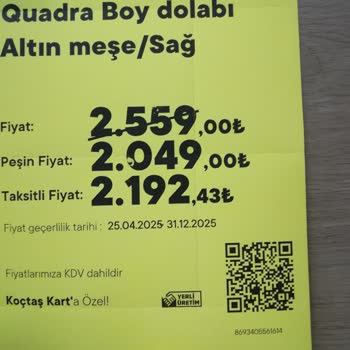 Quadra Boy dolabı
Altın meşe/Sağ
Fiyat: 2.559,00₺
Peşin Fiyat: 2.049,00₺
Taksitli Fiyat: 2.192,43₺
Fiyat geçerlilik tarihi : 25.04.2025- 31.12.2025
Fiyatlarımıza KDV dahildir
Koçtaş Kart'a Özel!
YERLİ
ÜRETİM
#693405561614